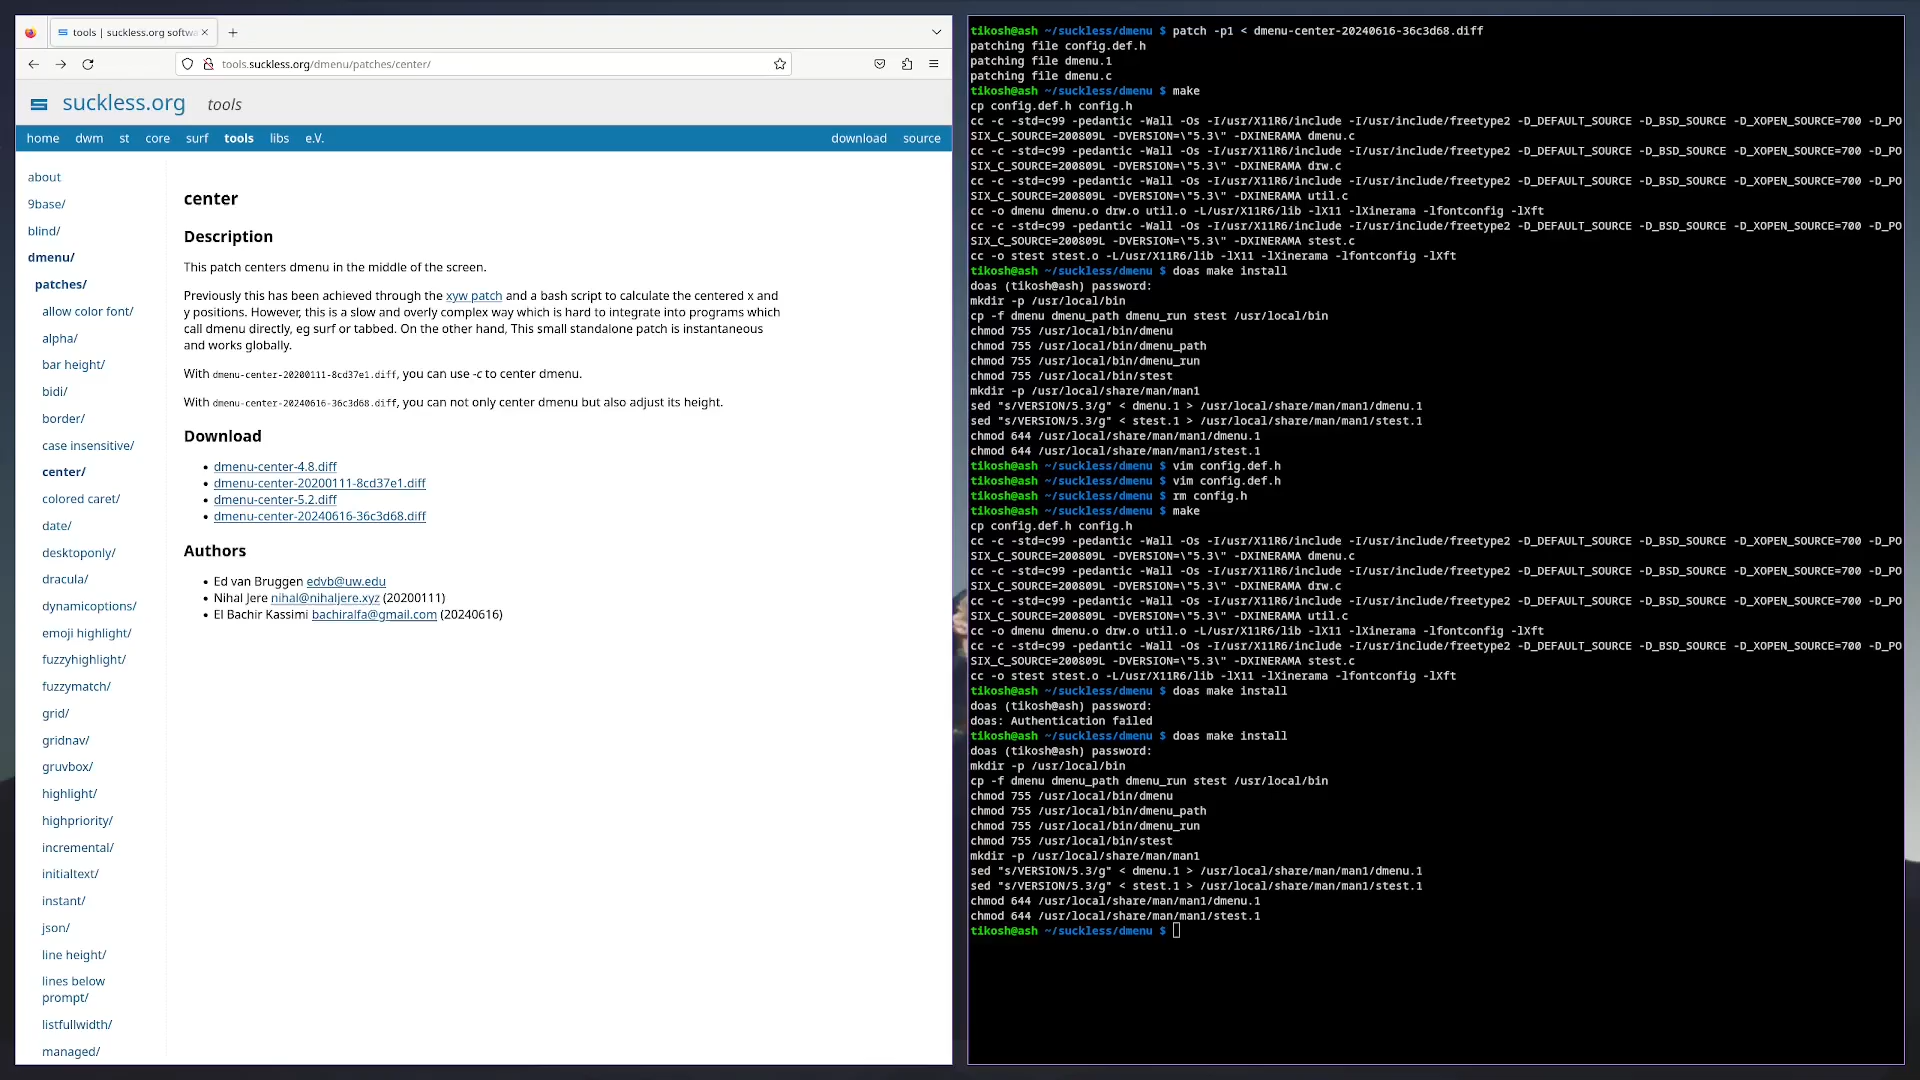 tools | suckless.org softwa
tools.suckless.org/dmenu/patches/center/
suckless.org tools
home dwm st core surf tools libs e.V. download source
about
9base/
blind/
dmenu/
patches/
allow color font/
alpha/
bar height/
bidi/
border/
case insensitive/
center/
colored caret/
date/
desktoponly/
dracula/
dynamicoptions/
emoji highlight/
fuzzyhighlight/
fuzzymatch/
grid/
gridnav/
gruvbox/
highlight/
highpriority/
incremental/
initialtext/
instant/
json/
line height/
lines below
prompt/
listfullwidth/
managed/
center
Description
This patch centers dmenu in the middle of the screen.
Previously this has been achieved through the xyw patch and a bash script to calculate the centered x and
y positions. However, this is a slow and overly complex way which is hard to integrate into programs which
call dmenu directly, eg surf or tabbed. On the other hand, This small standalone patch is instantaneous
and works globally.
With dmenu-center-20200111-8cd37e1.diff, you can use -c to center dmenu.
With dmenu-center-20240616-36c3d68.diff, you can not only center dmenu but also adjust its height.
Download
• dmenu-center-4.8.diff
• dmenu-center-20200111-8cd37e1.diff
• dmenu-center-5.2.diff
• dmenu-center-20240616-36c3d68.diff
Authors
• Ed van Bruggen edvb@uw.edu
• Nihal Jere nihal@nihaljere.xyz (20200111)
• El Bachir Kassimi bachiralfa@gmail.com (20240616)
tikosh@ash ~/suckless/dmenu $ patch -p1 < dmenu-center-20240616-36c3d68.diff
patching file config.def.h
patching file dmenu.1
patching file dmenu.c
tikosh@ash ~/suckless/dmenu $ make
cp config.def.h config.h
cc -c -std=c99 -pedantic -Wall -Os -I/usr/X11R6/include -I/usr/include/freetype2 -D_DEFAULT_SOURCE -D_BSD_SOURCE -D_XOPEN_SOURCE=700 -D_PO
SIX_C_SOURCE=200809L -DVERSION=\"5.3\" -DXINERAMA dmenu.c
cc -c -std=c99 -pedantic -Wall -Os -I/usr/X11R6/include -I/usr/include/freetype2 -D_DEFAULT_SOURCE -D_BSD_SOURCE -D_XOPEN_SOURCE=700 -D_PO
SIX_C_SOURCE=200809L -DVERSION=\"5.3\" -DXINERAMA drw.c
cc -c -std=c99 -pedantic -Wall -Os -I/usr/X11R6/include -I/usr/include/freetype2 -D_DEFAULT_SOURCE -D_BSD_SOURCE -D_XOPEN_SOURCE=700 -D_PO
SIX_C_SOURCE=200809L -DVERSION=\"5.3\" -DXINERAMA util.c
cc -o dmenu dmenu.o drw.o util.o -L/usr/X11R6/lib -lX11 -lXinerama -lfontconfig -lXft
cc -c -std=c99 -pedantic -Wall -Os -I/usr/X11R6/include -I/usr/include/freetype2 -D_DEFAULT_SOURCE -D_BSD_SOURCE -D_XOPEN_SOURCE=700 -D_PO
SIX_C_SOURCE=200809L -DVERSION=\"5.3\" -DXINERAMA stest.c
cc -o stest stest.o -L/usr/X11R6/lib -lX11 -lXinerama -lfontconfig -lXft
tikosh@ash ~/suckless/dmenu $ doas make install
doas (tikosh@ash) password:
mkdir -p /usr/local/bin
cp -f dmenu dmenu_path dmenu_run stest /usr/local/bin
chmod 755 /usr/local/bin/dmenu
chmod 755 /usr/local/bin/dmenu_path
chmod 755 /usr/local/bin/dmenu_run
chmod 755 /usr/local/bin/stest
mkdir -p /usr/local/share/man/man1
sed "s/VERSION/5.3/g" < dmenu.1 > /usr/local/share/man/man1/dmenu.1
sed "s/VERSION/5.3/g" < stest.1 > /usr/local/share/man/man1/stest.1
chmod 644 /usr/local/share/man/man1/dmenu.1
chmod 644 /usr/local/share/man/man1/stest.1
tikosh@ash ~/suckless/dmenu $ vim config.def.h
tikosh@ash ~/suckless/dmenu $ vim config.def.h
tikosh@ash ~/suckless/dmenu $ rm config.h
tikosh@ash ~/suckless/dmenu $ make
cp config.def.h config.h
cc -c -std=c99 -pedantic -Wall -Os -I/usr/X11R6/include -I/usr/include/freetype2 -D_DEFAULT_SOURCE -D_BSD_SOURCE -D_XOPEN_SOURCE=700 -D_PO
SIX_C_SOURCE=200809L -DVERSION=\"5.3\" -DXINERAMA dmenu.c
cc -c -std=c99 -pedantic -Wall -Os -I/usr/X11R6/include -I/usr/include/freetype2 -D_DEFAULT_SOURCE -D_BSD_SOURCE -D_XOPEN_SOURCE=700 -D_PO
SIX_C_SOURCE=200809L -DVERSION=\"5.3\" -DXINERAMA drw.c
cc -c -std=c99 -pedantic -Wall -Os -I/usr/X11R6/include -I/usr/include/freetype2 -D_DEFAULT_SOURCE -D_BSD_SOURCE -D_XOPEN_SOURCE=700 -D_PO
SIX_C_SOURCE=200809L -DVERSION=\"5.3\" -DXINERAMA util.c
cc -o dmenu dmenu.o drw.o util.o -L/usr/X11R6/lib -lX11 -lXinerama -lfontconfig -lXft
cc -c -std=c99 -pedantic -Wall -Os -I/usr/X11R6/include -I/usr/include/freetype2 -D_DEFAULT_SOURCE -D_BSD_SOURCE -D_XOPEN_SOURCE=700 -D_PO
SIX_C_SOURCE=200809L -DVERSION=\"5.3\" -DXINERAMA stest.c
cc -o stest stest.o -L/usr/X11R6/lib -lX11 -lXinerama -lfontconfig -lXft
tikosh@ash ~/suckless/dmenu $ doas make install
doas (tikosh@ash) password:
doas: Authentication failed
tikosh@ash ~/suckless/dmenu $ doas make install
doas (tikosh@ash) password:
mkdir -p /usr/local/bin
cp -f dmenu dmenu_path dmenu_run stest /usr/local/bin
chmod 755 /usr/local/bin/dmenu
chmod 755 /usr/local/bin/dmenu_path
chmod 755 /usr/local/bin/dmenu_run
chmod 755 /usr/local/bin/stest
mkdir -p /usr/local/share/man/man1
sed "s/VERSION/5.3/g" < dmenu.1 > /usr/local/share/man/man1/dmenu.1
sed "s/VERSION/5.3/g" < stest.1 > /usr/local/share/man/man1/stest.1
chmod 644 /usr/local/share/man/man1/dmenu.1
chmod 644 /usr/local/share/man/man1/stest.1
tikosh@ash ~/suckless/dmenu $